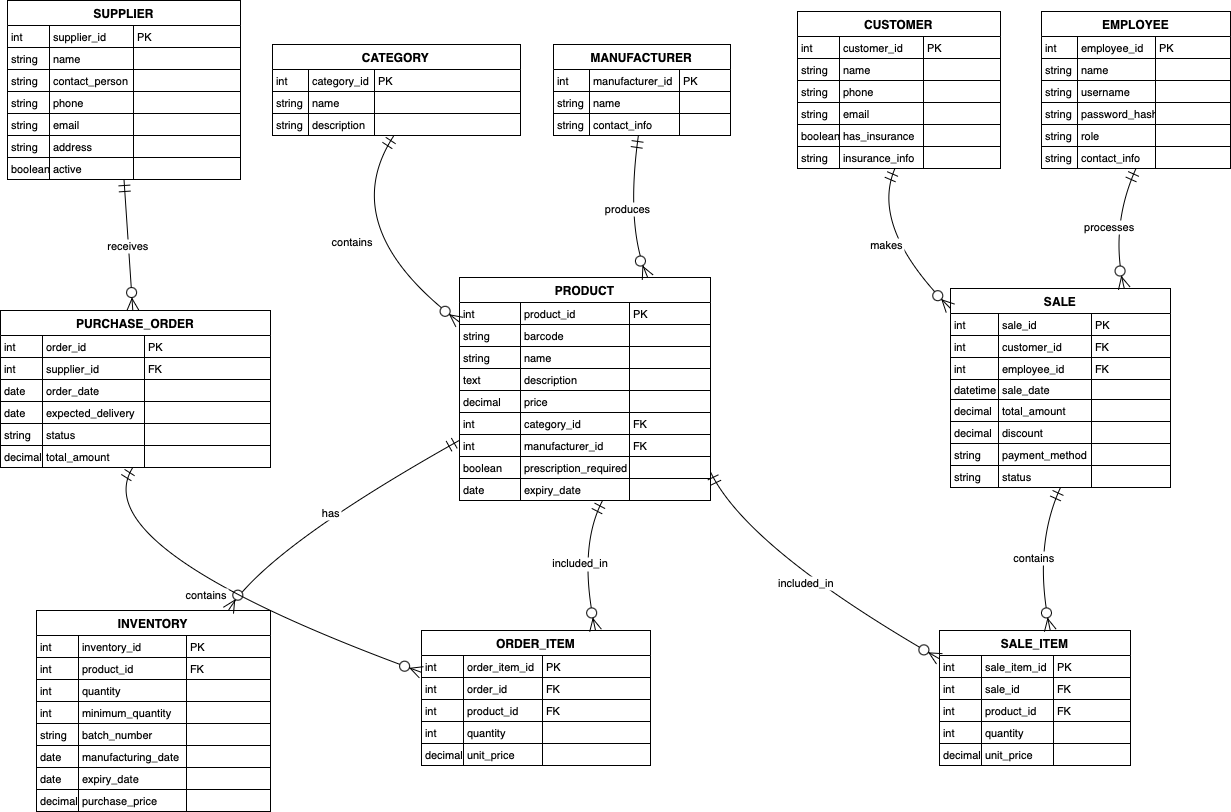 SUPPLIER
int supplier_id PK
string name
string contact_person
string phone
string email
string address
boolean active
CATEGORY
int category_id PK
string name
string description
MANUFACTURER
int manufacturer_id PK
string name
string contact_info
CUSTOMER
int customer_id PK
string name
string phone
string email
boolean has_insurance
string insurance_info
EMPLOYEE
int employee_id PK
string name
string username
string password_hash
string role
string contact_info
receives
contains
produces
makes
processes
PURCHASE_ORDER
int order_id PK
int supplier_id FK
date order_date
date expected_delivery
string status
decimal total_amount
PRODUCT
int product_id PK
string barcode
string name
text description
decimal price
int category_id FK
int manufacturer_id FK
boolean prescription_required
date expiry_date
SALE
int sale_id PK
int customer_id FK
int employee_id FK
datetime sale_date
decimal total_amount
decimal discount
string payment_method
string status
has
contains
included_in
included_in
contains
INVENTORY
int inventory_id PK
int product_id FK
int quantity
int minimum_quantity
string batch_number
date manufacturing_date
date expiry_date
decimal purchase_price
ORDER_ITEM
int order_item_id PK
int order_id FK
int product_id FK
int quantity
decimal unit_price
SALE_ITEM
int sale_item_id PK
int sale_id FK
int product_id FK
int quantity
decimal unit_price